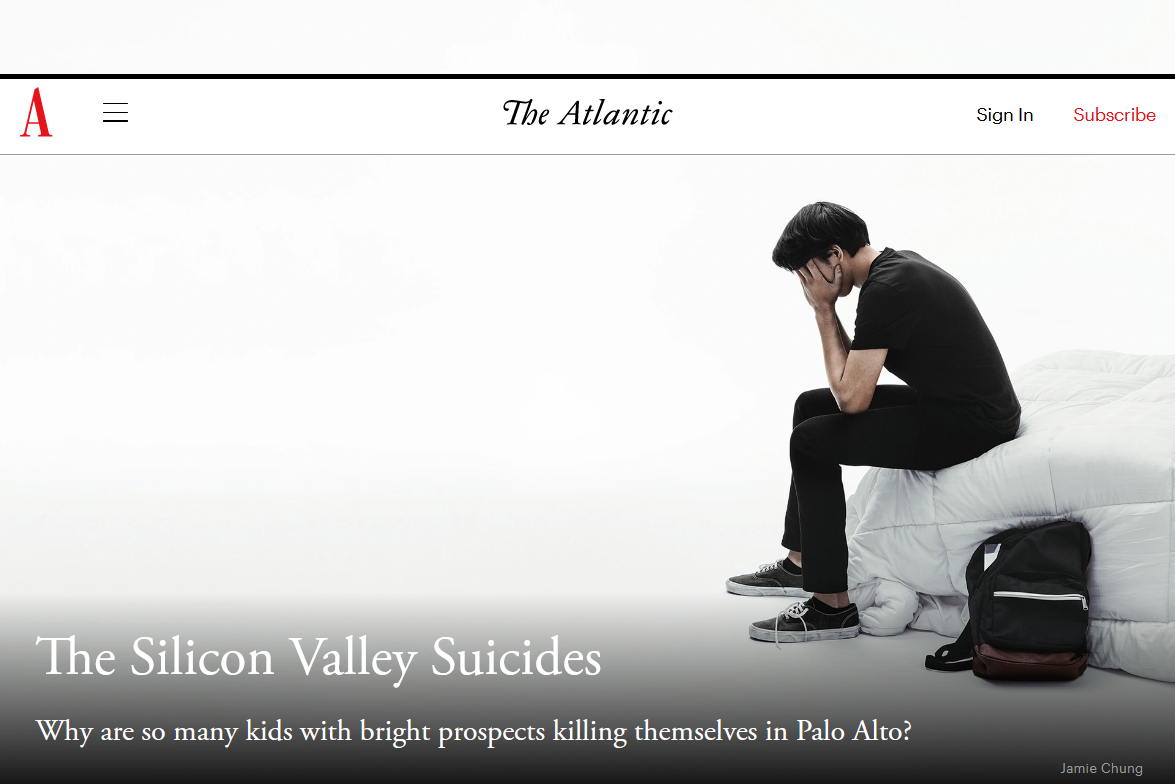 A
The Atlantic
Sign In
Subscribe
The Silicon Valley Suicides
Why are so many kids with bright prospects killing themselves in Palo Alto?
Jamie Chung